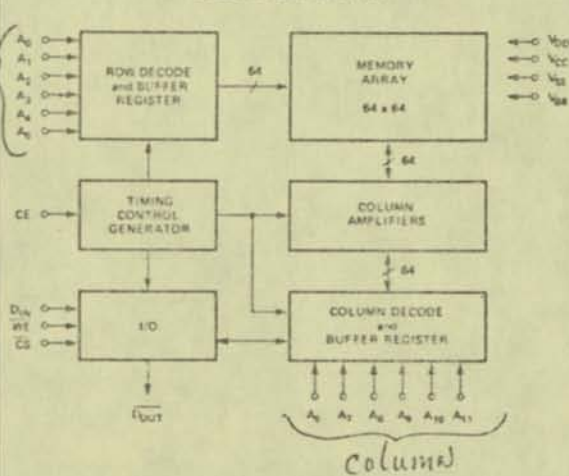 A0
A1
A2
A3
A4
A5
ROW DECODE
and BUFFER
REGISTER
64
MEMORY
ARRAY
64 x 64
VDD
VCC
VSS
VBB
64
CE
TIMING
CONTROL
GENERATOR
COLUMN
AMPLIFIERS
64
DIN
WE
CS
I/O
COLUMN DECODE
and
BUFFER REGISTER
DOUT
A6 A7 A8 A9 A10 A11
Column